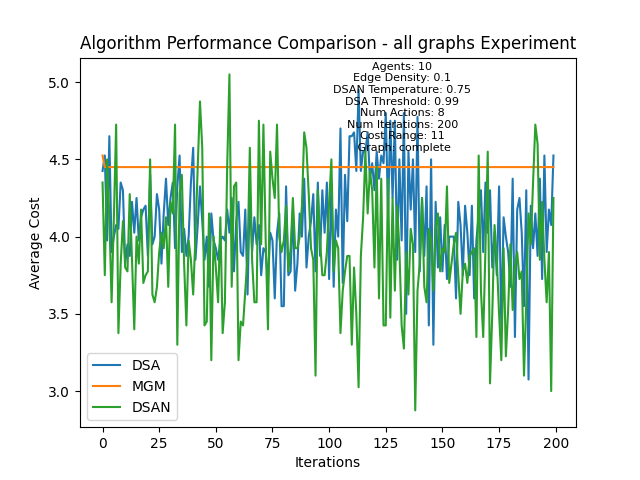 Algorithm Performance Comparison - all graphs Experiment
Agents: 10
Edge Density: 0.1
DSAN Temperature: 0.75
DSA Threshold: 0.99
Num Actions: 8
Num Iterations: 200
Cost Range: 11
Graph: complete
Average Cost
5.0
4.5
4.0
3.5
3.0
DSA
MGM
DSAN
0 25 50 75 100 125 150 175 200
Iterations